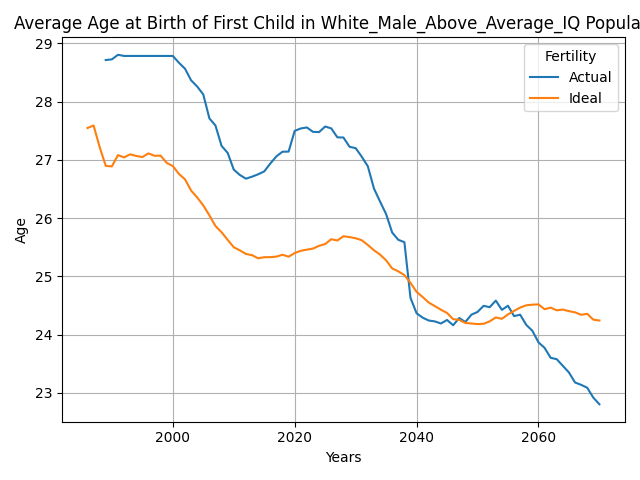 Average Age at Birth of First Child in White_Male_Above_Average_IQ Popula
Fertility
Actual
Ideal
29
28
27
26
25
24
23
Age
2000 2020 2040 2060
Years